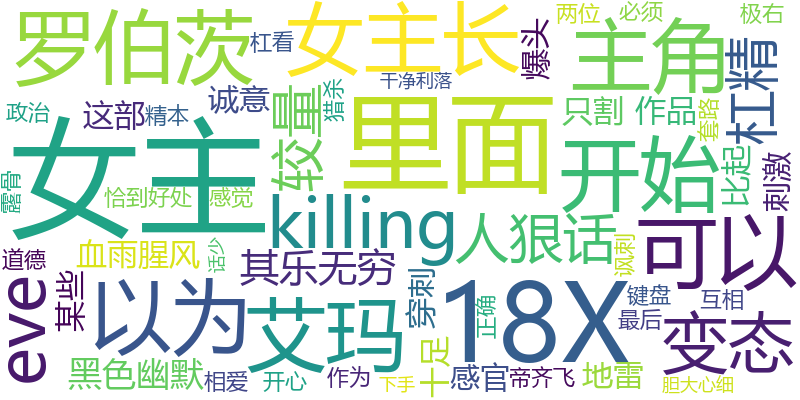 罗伯茨
杠看
女主长
两位
必须
极右
爆头
主角
杠精
干净利落
猎杀
政治
这部
精本
诚意
较量
只割
作品
套路
女主
里面
开始
比起
刺激
露骨
恰到好处
感觉
killing
人狠话
可以
道德
血雨腥风
话少
其乐无穷
讽刺
eve
某些
以为
艾玛
穿刺
18X
正确
键盘
互相
最后
变态
黑色幽默
相爱
开心
作为
下手
十足
感官
帝齐飞
地雷
胆大心细